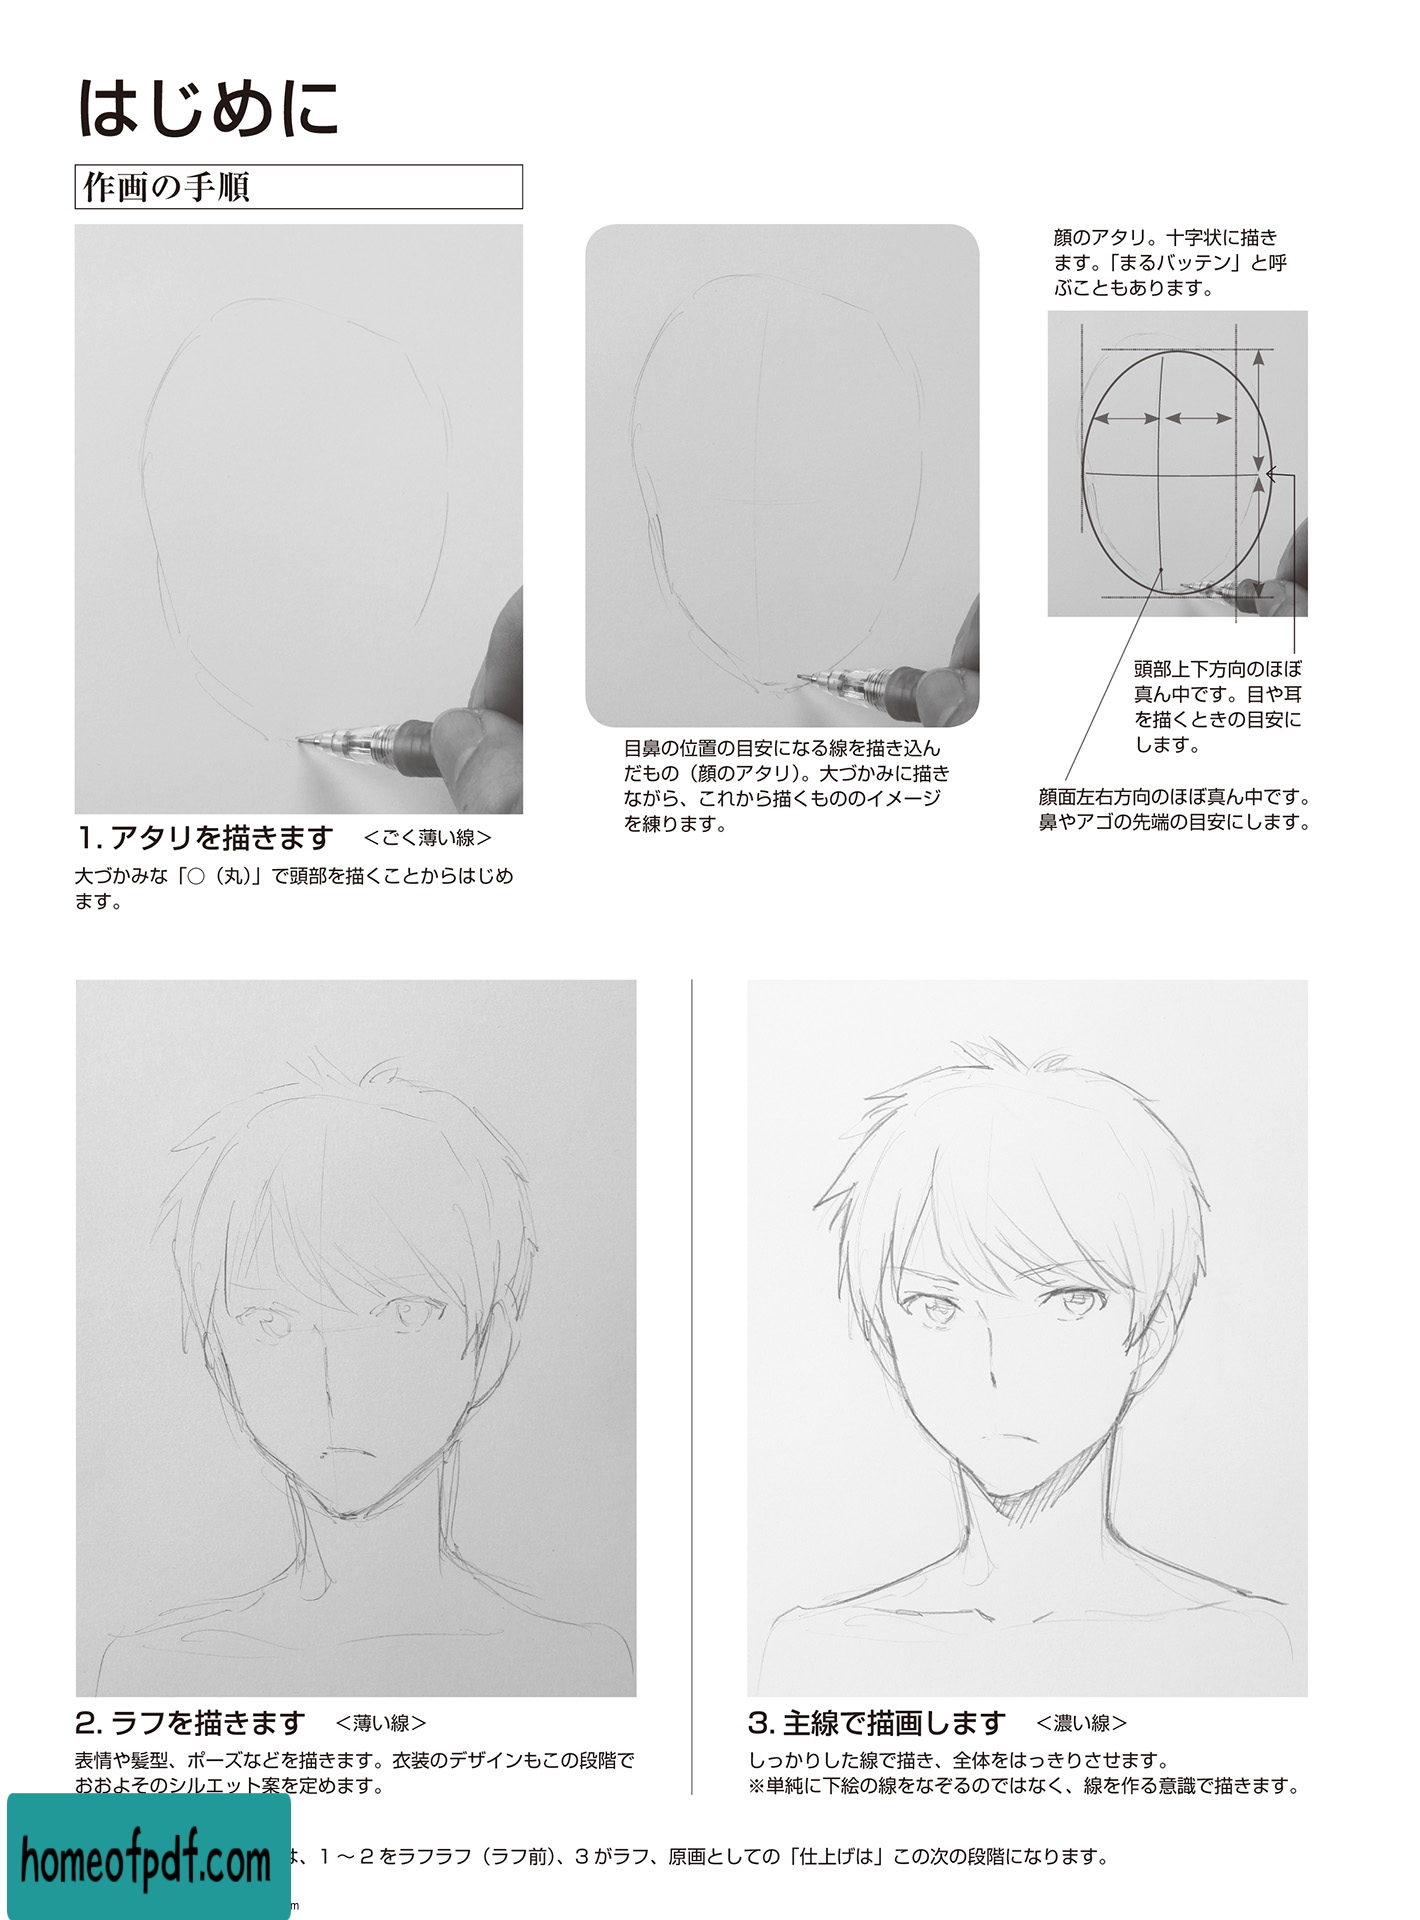 はじめに
作画の手順
1. アタリを描きます ＜ごく薄い線＞
大づかみな「○（丸）」で頭部を描くことからはじめ
ます。
目鼻の位置の目安になる線を描き込ん
だもの（顔のアタリ）。大づかみに描き
ながら、これから描くもののイメージ
を練ります。
顔のアタリ。十字状に描き
ます。「まるバッテン」と呼
ぶこともあります。
頭部上下方向のほぼ
真ん中です。目や耳
を描くときの目安に
します。
顔面左右方向のほぼ真ん中です。
鼻やアゴの先端の目安にします。
2. ラフを描きます ＜薄い線＞
表情や髪型、ポーズなどを描きます。衣装のデザインもこの段階で
おおよそのシルエット案を定めます。
3. 主線で描画します ＜濃い線＞
しっかりした線で描き、全体をはっきりさせます。
※単純に下絵の線をなぞるのではなく、線を作る意識で描きます。
、1～2をラフラフ（ラフ前）、3がラフ、原画としての「仕上げは」この次の段階になります。
homeofpdf.com
m